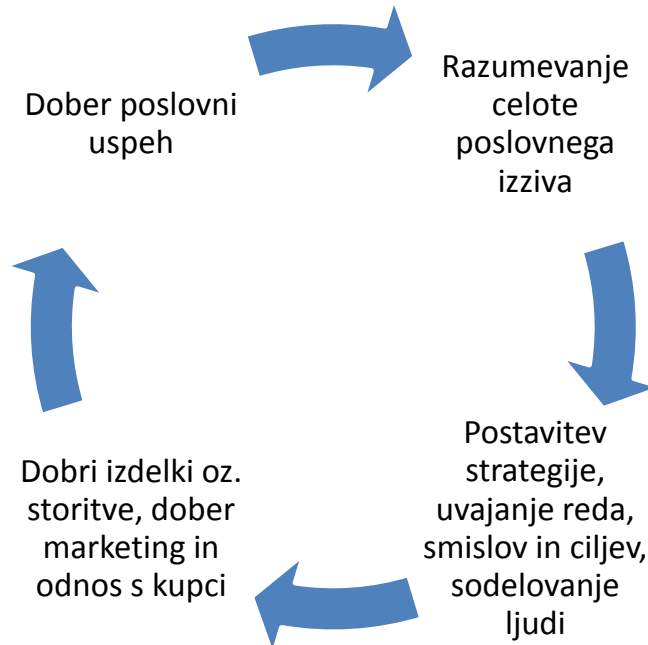 Dober poslovni
uspeh
Razumevanje
celote
poslovnega
izziva
Postavitev
strategije,
uvajanje reda,
smislov in ciljev,
sodelovanje
ljudi
Dobri izdelki oz.
storitve, dober
marketing in
odnos s kupci